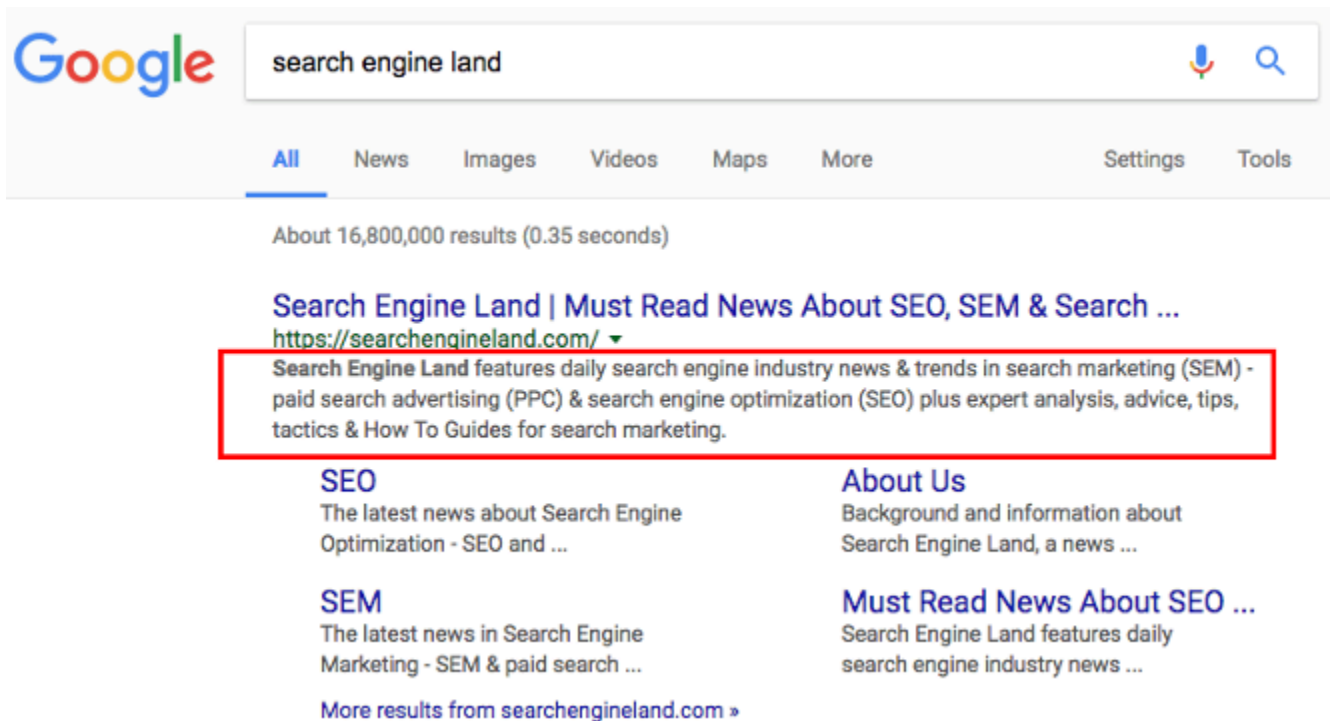 Google
search engine land
All News Images Videos Maps More Settings Tools
About 16,800,000 results (0.35 seconds)
Search Engine Land | Must Read News About SEO, SEM & Search ...
https://searchengineland.com/
Search Engine Land features daily search engine industry news & trends in search marketing (SEM) -
paid search advertising (PPC) & search engine optimization (SEO) plus expert analysis, advice, tips,
tactics & How To Guides for search marketing.
SEO
The latest news about Search Engine
Optimization - SEO and ...
About Us
Background and information about
Search Engine Land, a news ...
SEM
The latest news in Search Engine
Marketing - SEM & paid search ...
Must Read News About SEO ...
Search Engine Land features daily
search engine industry news ...
More results from searchengineland.com »